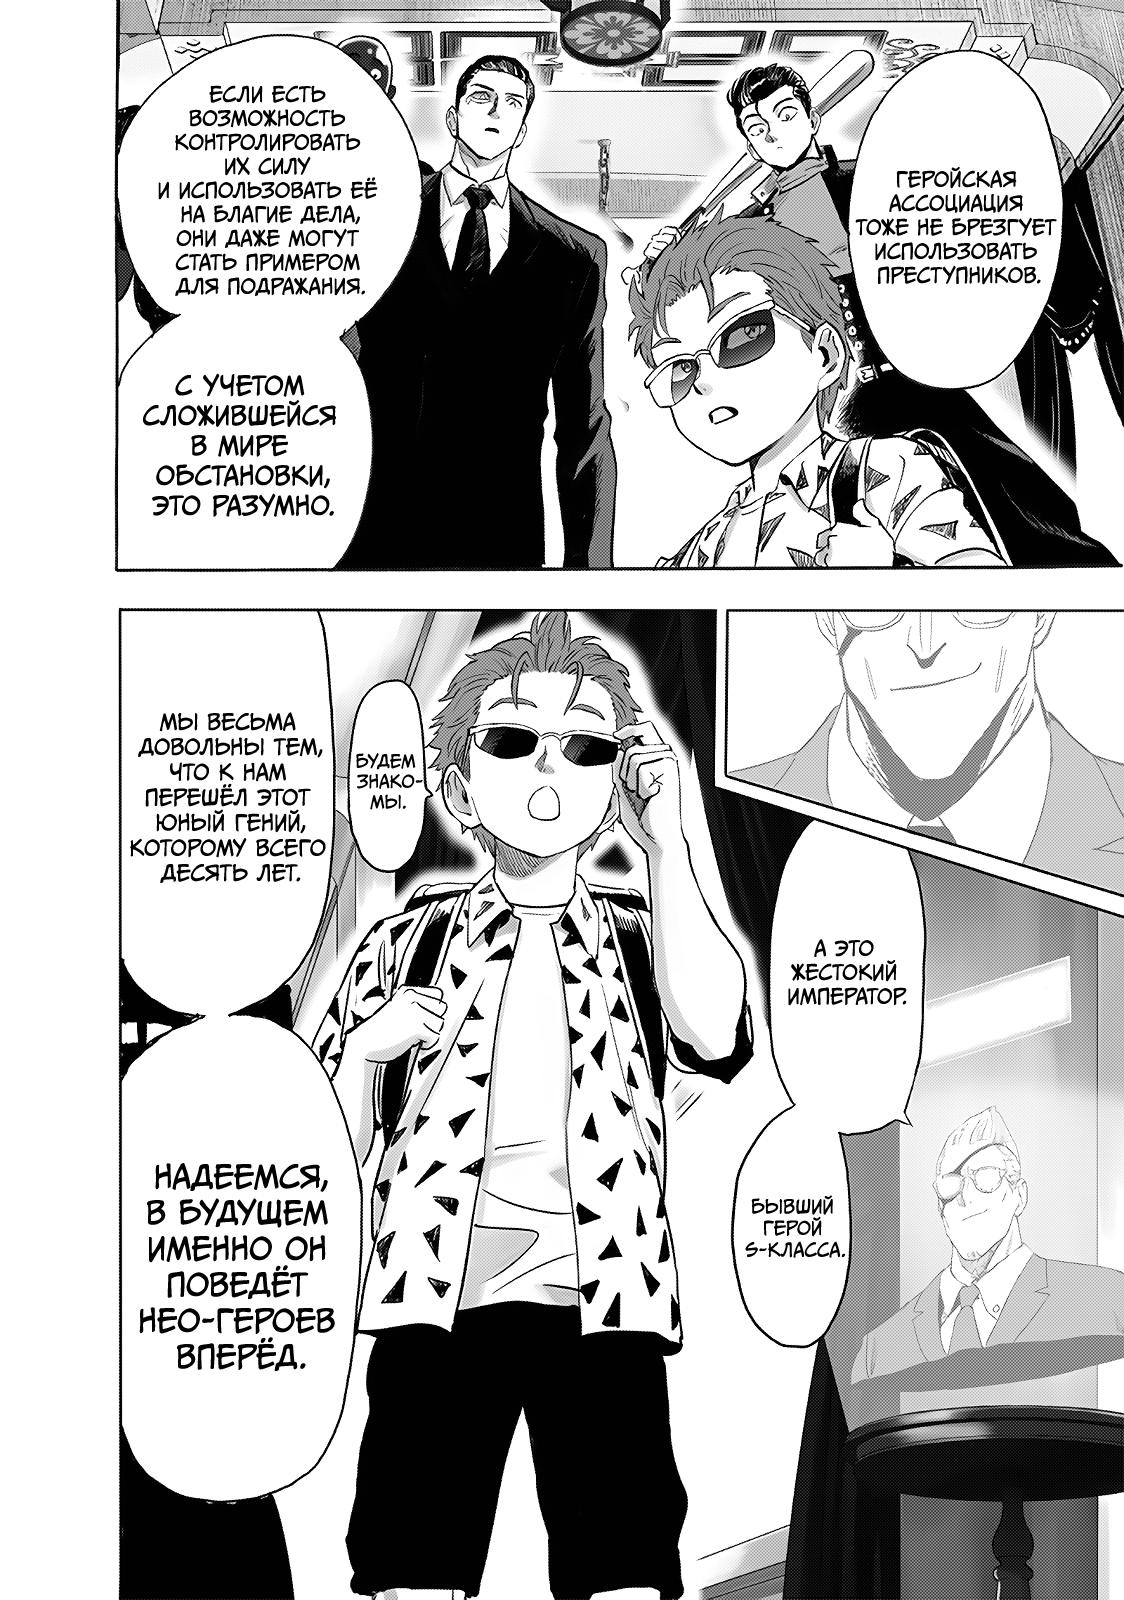 ГЕРОЙСКАЯ
АССОЦИАЦИЯ
ТОЖЕ НЕ БРЕЗГУЕТ
ИСПОЛЬЗОВАТЬ
ПРЕСТУПНИКОВ.
ЕСЛИ ЕСТЬ
ВОЗМОЖНОСТЬ
КОНТРОЛИРОВАТЬ
ИХ СИЛУ
И ИСПОЛЬЗОВАТЬ ЕЁ
НА БЛАГИЕ ДЕЛА,
ОНИ ДАЖЕ МОГУТ
СТАТЬ ПРИМЕРОМ
ДЛЯ ПОДРАЖАНИЯ.
С УЧЕТОМ
СЛОЖИВШЕЙСЯ
В МИРЕ
ОБСТАНОВКИ,
ЭТО РАЗУМНО.
А ЭТО
ЖЕСТОКИЙ
ИМПЕРАТОР.
БЫВШИЙ
ГЕРОЙ
S-КЛАССА.
БУДЕМ
ЗНАКО-
МЫ.
МЫ ВЕСЬМА
ДОВОЛЬНЫ ТЕМ,
ЧТО К НАМ
ПЕРЕШЁЛ ЭТОТ
ЮНЫЙ ГЕНИЙ,
КОТОРОМУ ВСЕГО
ДЕСЯТЬ ЛЕТ.
НАДЕЕМСЯ,
В БУДУЩЕМ
ИМЕННО ОН
ПОВЕДЁТ
НЕО-ГЕРОЕВ
ВПЕРЁД.